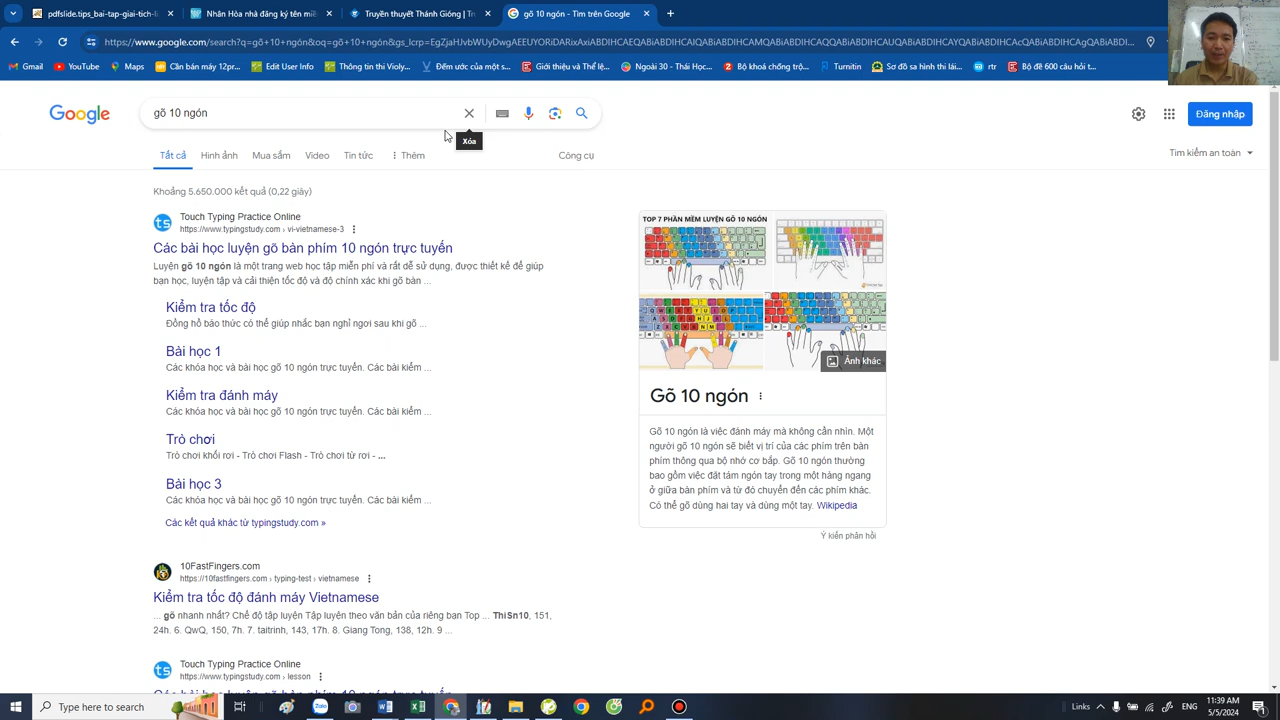 pdfside.tips_bai-tap-giai-tich-l
Nhân Hòa nhà đăng ký tên miề
Truyền thuyết Thánh Gióng | Tru
gõ 10 ngón - Tìm trên Google
Gmail
YouTube
Maps
Căn bản máy 12pr...
Edit User Info
Thông tin thi Violy...
Đếm ược của một s...
Giới thiệu và Thể lệ...
Ngoài 30 - Thái Học...
Bộ khoá chống trộ...
Turnitin
Sơ đồ sa hình thi lái...
rtr
Bộ đề 600 câu hỏi t...
Google
gõ 10 ngón
Đăng nhập
Xóa
Tất cả
Hình ảnh
Mua sắm
Video
Tin tức
Thêm
Công cụ
Tìm kiếm an toàn
Khoảng 5.650.000 kết quả (0,22 giây)
Touch Typing Practice Online
https://www.typingstudy.com › vi-vietnamese-3
Các bài học luyện gõ bàn phím 10 ngón trực tuyến
Luyện gõ 10 ngón là một trang web học tập miễn phí và rất dễ sử dụng, được thiết kế để giúp
bạn học, luyện tập và cải thiện tốc độ và độ chính xác khi gõ bàn ...
Kiểm tra tốc độ
Đồng hồ báo thức có thể giúp nhắc bạn nghỉ ngơi sau khi gõ ...
Bài học 1
Các khóa học và bài học gõ 10 ngón trực tuyến. Các bài kiểm ...
Kiểm tra đánh máy
Các khóa học và bài học gõ 10 ngón trực tuyến. Các bài kiểm ...
Trò chơi
Trò chơi khối rơi - Trò chơi Flash - Trò chơi từ rơi - ...
Bài học 3
Các khóa học và bài học gõ 10 ngón trực tuyến. Các bài kiểm ...
Các kết quả khác từ typingstudy.com »
10FastFingers.com
https://10fastfingers.com › typing-test › vietnamese
Kiểm tra tốc độ đánh máy Vietnamese
... gõ nhanh nhất? Chế độ tập luyện Tập luyện theo văn bản của riêng bạn Top ... ThiSn10, 151,
24h. 6. QwQ, 150, 7h. 7. taitrinh, 143, 17h. 8. Giang Tong, 138, 12h. 9 ...
Touch Typing Practice Online
https://www.typingstudy.com › lesson
Các bài học luyện gõ bàn phím 10 ngón trực tuyến
TOP 7 PHẦN MỀM LUYỆN GÕ 10 NGÓN
Ảnh khác
Gõ 10 ngón
Gõ 10 ngón là việc đánh máy mà không cần nhìn. Một
người gõ 10 ngón sẽ biết vị trí của các phím trên bàn
phím thông qua bộ nhớ cơ bắp. Gõ 10 ngón thường
bao gồm việc đặt tám ngón tay trong một hàng ngang
ở giữa bàn phím và từ đó chuyển đến các phím khác.
Có thể gõ dùng hai tay và dùng một tay. Wikipedia
Ý kiến phản hồi
Type here to search
Links
ENG
11:39 AM
5/5/2024